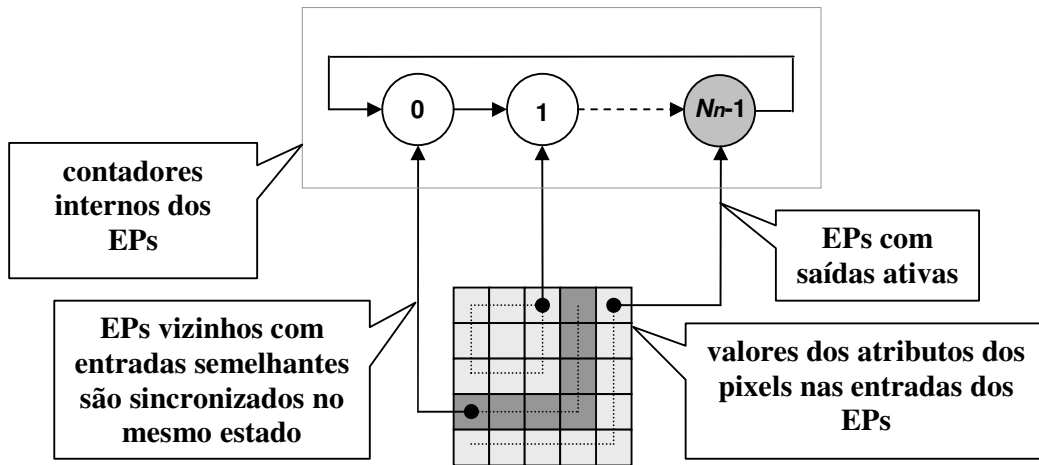 0
1
Nn-1
contadores
internos dos
EPs
EPs com
saídas ativas
EPs vizinhos com
entradas semelhantes
são sincronizados no
mesmo estado
valores dos atributos dos
pixels nas entradas dos
EPs